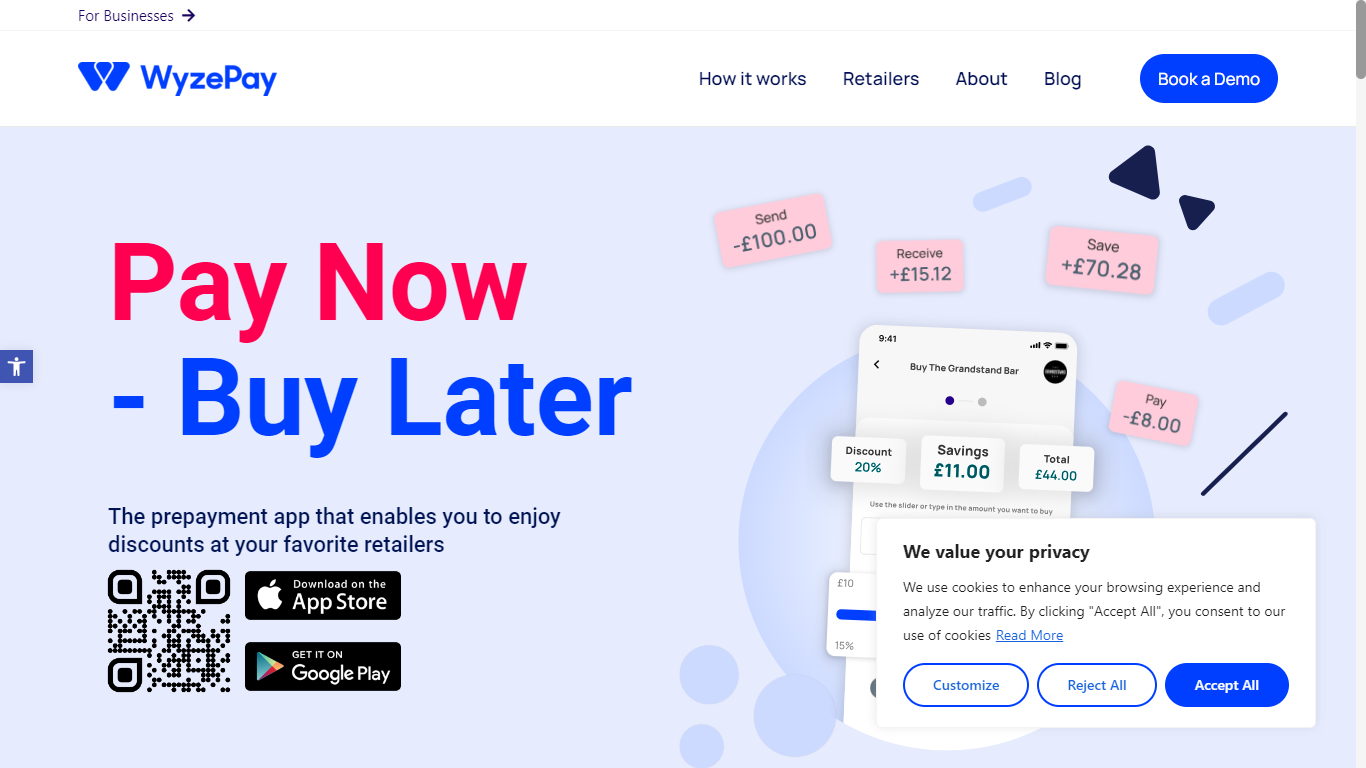 For Businesses
WyzePay
How it works
Retailers
About
Blog
Book a Demo
Pay Now
- Buy Later
The prepayment app that enables you to enjoy
discounts at your favorite retailers
Download on the
App Store
GET IT ON
Google Play
Send
-£100.00
Receive
+£15.12
Save
+£70.28
Pay
-£8.00
9:41
Buy The Grandstand Bar
Discount
20%
Savings
£11.00
Total
£44.00
Use the slider or type in the amount you want to buy
£10
15%
We value your privacy
We use cookies to enhance your browsing experience and
analyze our traffic. By clicking "Accept All", you consent to our
use of cookies Read More
Customize
Reject All
Accept All